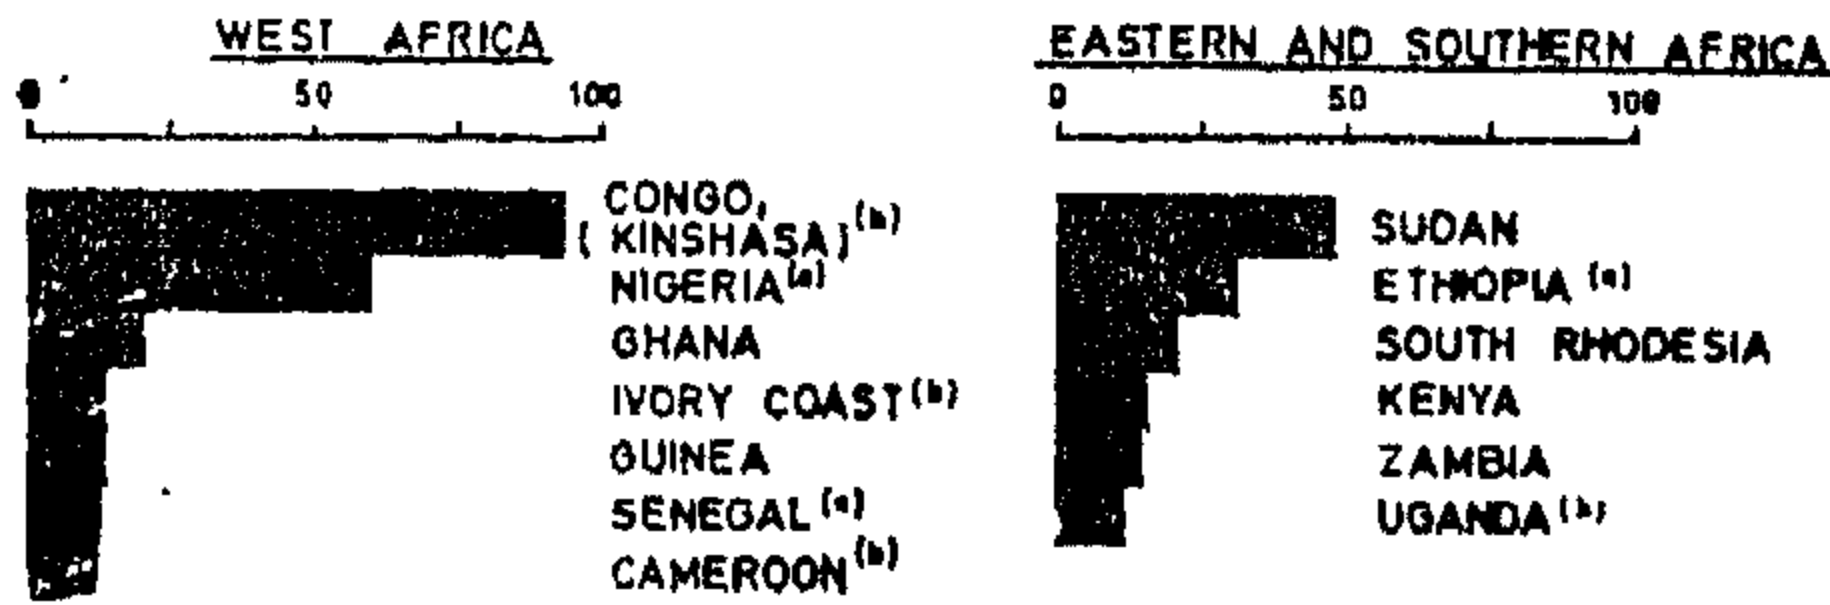 WEST AFRICA
0 50 100
CONGO,
(KINSHASA)(b)
NIGERIA(a)
GHANA
IVORY COAST(b)
GUINEA
SENEGAL(a)
CAMEROON(b)
EASTERN AND SOUTHERN AFRICA
0 50 100
SUDAN
ETHIOPIA (a)
SOUTH RHODESIA
KENYA
ZAMBIA
UGANDA(b)